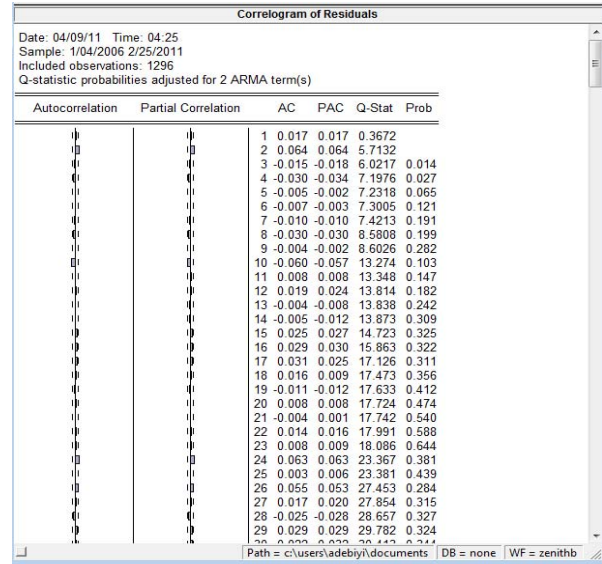 Correlogram of Residuals
Date: 04/09/11 Time: 04:25
Sample: 1/04/2006 2/25/2011
Included observations: 1296
Q-statistic probabilities adjusted for 2 ARMA term(s)
Autocorrelation Partial Correlation AC PAC Q-Stat Prob
1 0.017 0.017 0.3672
2 0.064 0.064 5.7132
3 -0.015 -0.018 6.0217 0.014
4 -0.030 -0.034 7.1976 0.027
5 -0.005 -0.002 7.2318 0.065
6 -0.007 -0.003 7.3005 0.121
7 -0.010 -0.010 7.4213 0.191
8 -0.030 -0.030 8.5808 0.199
9 -0.004 -0.002 8.6026 0.282
10 -0.060 -0.057 13.274 0.103
11 0.008 0.008 13.348 0.147
12 0.019 0.024 13.814 0.182
13 -0.004 -0.008 13.838 0.242
14 -0.005 -0.012 13.873 0.309
15 0.025 0.027 14.723 0.325
16 0.029 0.030 15.863 0.322
17 0.031 0.025 17.126 0.311
18 0.016 0.009 17.473 0.356
19 -0.011 -0.012 17.633 0.412
20 0.008 0.008 17.724 0.474
21 -0.004 0.001 17.742 0.540
22 0.014 0.016 17.991 0.588
23 0.008 0.009 18.086 0.644
24 0.063 0.063 23.367 0.381
25 0.003 0.006 23.381 0.439
26 0.055 0.053 27.453 0.284
27 0.017 0.020 27.854 0.315
28 -0.025 -0.028 28.657 0.327
29 0.029 0.029 29.782 0.324
Path = c:\users\adebiyi\documents DB = none WF = zenithb